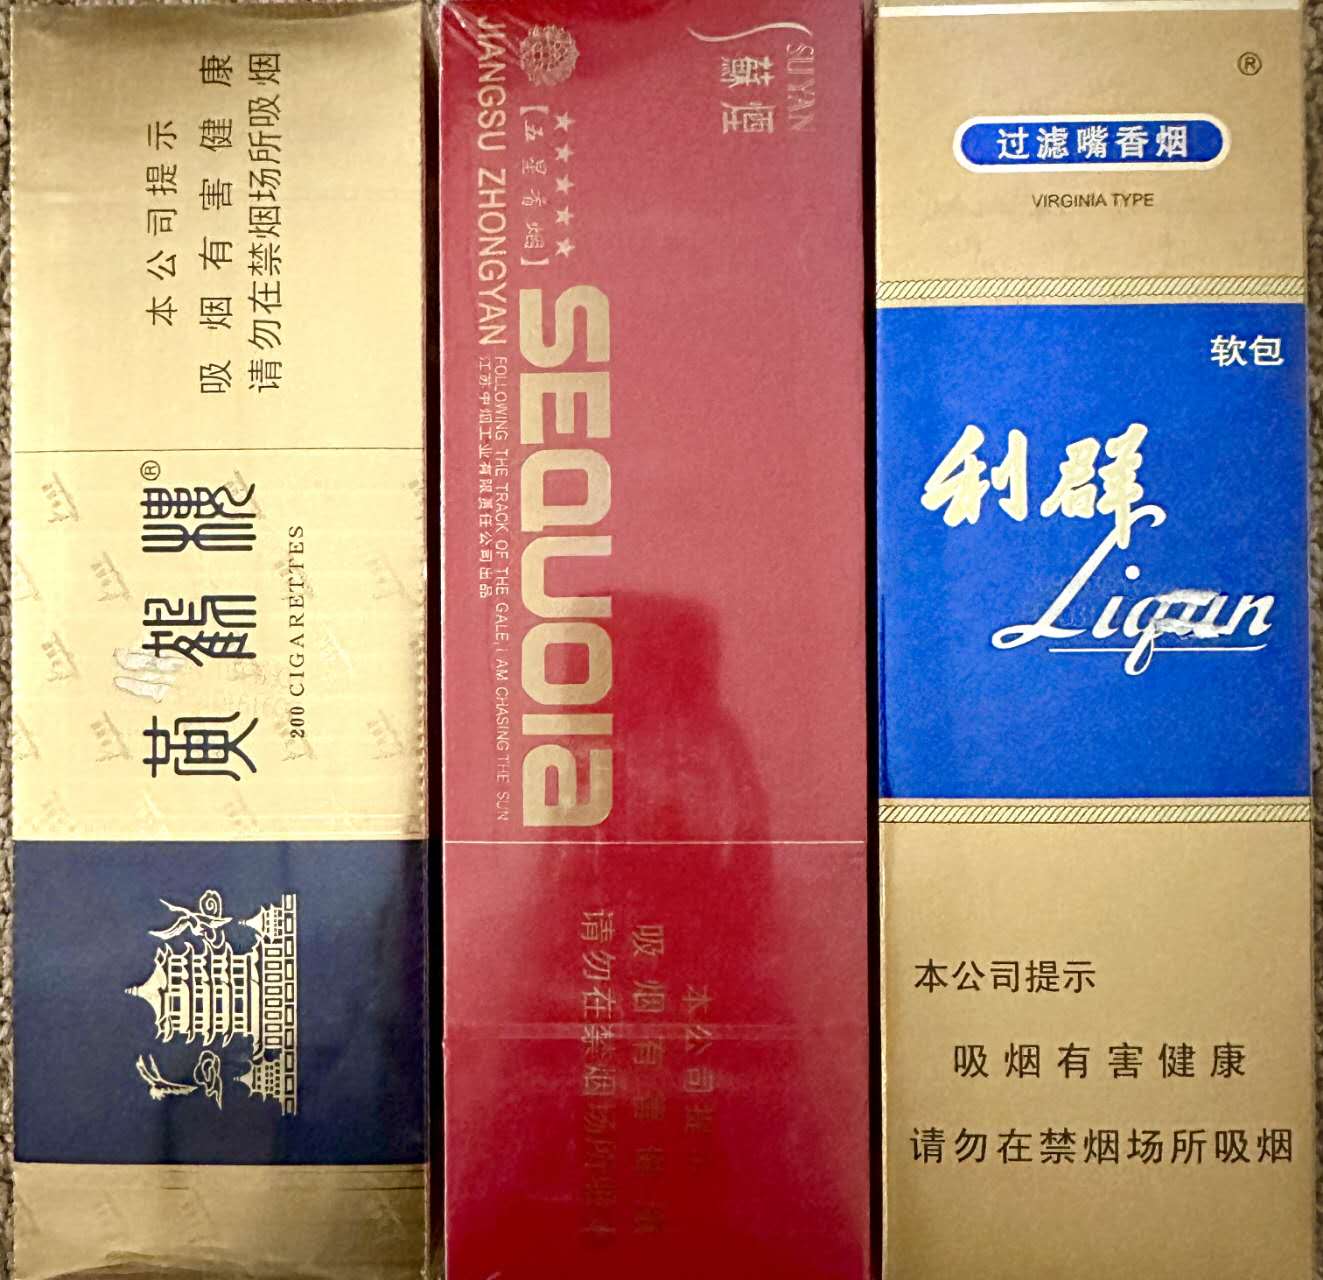 本公司提示
吸烟有害健康
请勿在禁烟场所吸烟
黄鹤楼®
200 CIGARETTES
SUYAN
蘇煙
★★★★★
【五星香烟】
SEQUOIa
JIANGSU ZHONGYAN
FOLLOWING THE TRACK OF THE GALE, i AM CHASING THE SUN
江苏中烟工业有限责任公司出品
本公司提示
吸烟有害健康
请勿在禁烟场所吸烟
®
过滤嘴香烟
VIRGINIA TYPE
软包
利群
Liqun
本公司提示
吸烟有害健康
请勿在禁烟场所吸烟